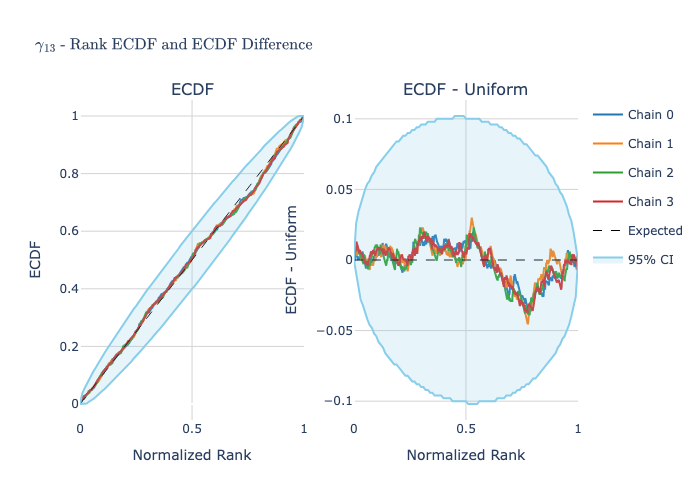 γ₁₃ - Rank ECDF and ECDF Difference
ECDF
ECDF
1
0.8
0.6
0.4
0.2
0
0
0.5
1
Normalized Rank
ECDF - Uniform
ECDF - Uniform
0.1
0.05
0
−0.05
−0.1
0
0.5
1
Normalized Rank
Chain 0
Chain 1
Chain 2
Chain 3
Expected
95% CI